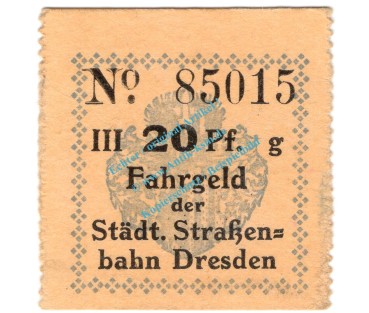 Nº 85015
III 20 Pf. g
Fahrgeld
der
Städt. Straßen=
bahn Dresden